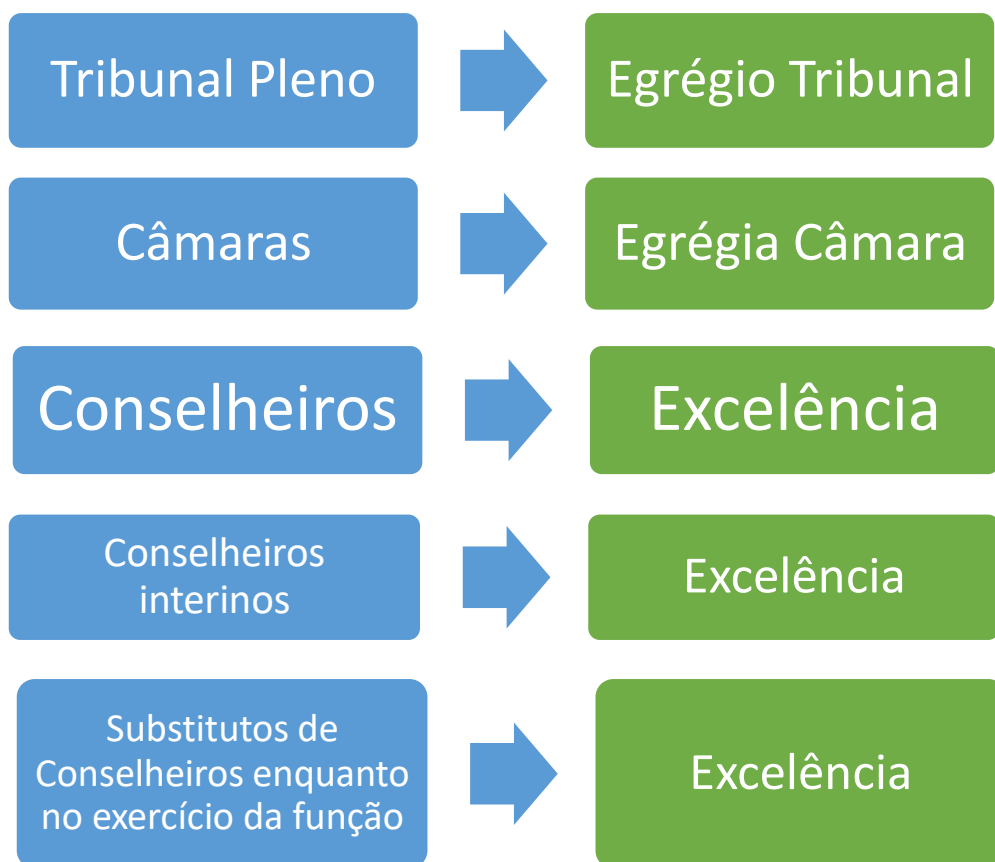 Tribunal Pleno
Egrégio Tribunal
Câmaras
Egrégia Câmara
Conselheiros
Excelência
Conselheiros
interinos
Excelência
Substitutos de
Conselheiros enquanto
no exercício da função
Excelência